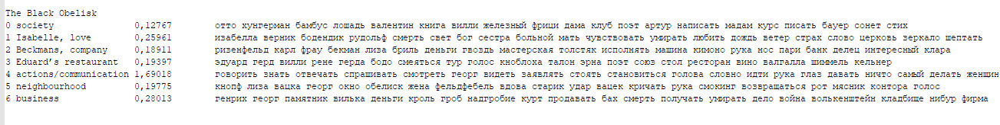 The Black Obelisk
0 society 0,12767 отто хунгерман бамбус лошадь валентин книга вилли железный фрици дама клуб поэт артур написать мадам курс писать бауер сонет стих
1 Isabelle, love 0,25961 изабелла верник бодендик рудольф смерть свет бог сестра больной мать чувствовать умирать любить дождь ветер страх слово церковь зеркало шептать
2 Beckmans, company 0,18911 ризенфельд карл фрау бекман лиза бриль деньги гвоздь мастерская толстяк исполнять машина кимоно рука нос пари банк делец интересный клара
3 Eduard’s restaurant 0,19397 эдуард герд вилли рене герда бодо смеяться тур голос кноблоха талон эрна поэт союз стол ресторан вино валгалла шиммель кельнер
4 actions/communication 1,69018 говорить знать отвечать спрашивать смотреть георг видеть заявлять стоять становиться голова словно идти рука глаз давать ничто самый делать женщин
5 neighbourhood 0,19775 кнопф лиза вацка георг окно обелиск жена фельдфебель вдова старик удар вацек кричать рука смокинг возвращаться рот мясник контора голос
6 business 0,28013 генрих георг памятник вилька деньги кроль гроб надгробие курт продавать бах смерть получать умирать дело война волькенштейн кладбище нибур фирма